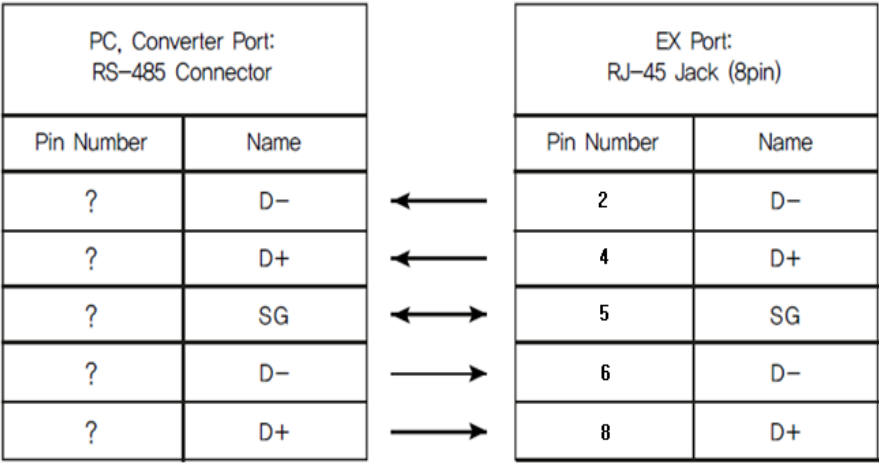 PC, Converter Port:
RS-485 Connector
EX Port:
RJ-45 Jack (8pin)
Pin Number Name Pin Number Name
? D- 2 D-
? D+ 4 D+
? SG 5 SG
? D- 6 D-
? D+ 8 D+